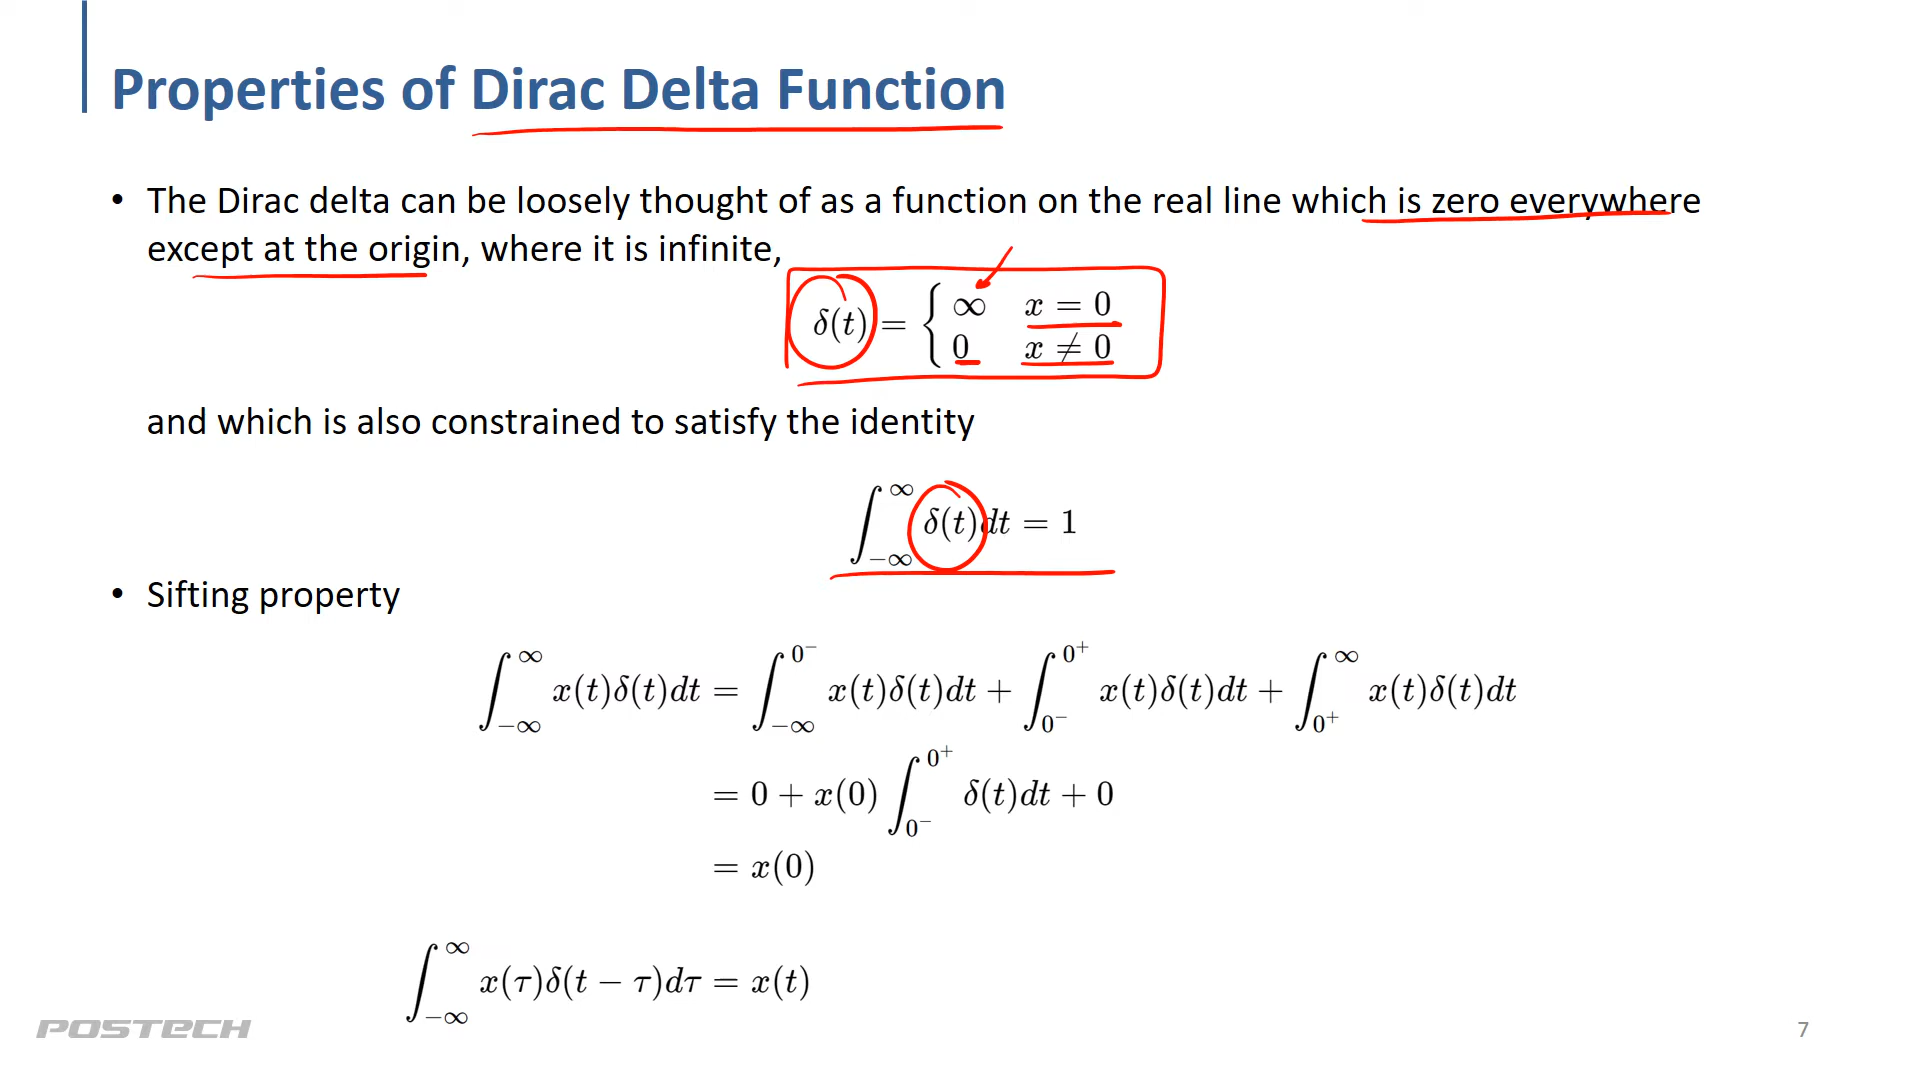 Properties of Dirac Delta Function
• The Dirac delta can be loosely thought of as a function on the real line which is zero everywhere
except at the origin, where it is infinite,
δ(t) = { ∞ x = 0
0 x ≠ 0
and which is also constrained to satisfy the identity
∫_{−∞}^{∞} δ(t)dt = 1
• Sifting property
∫_{−∞}^{∞} x(t)δ(t)dt = ∫_{−∞}^{0⁻} x(t)δ(t)dt + ∫_{0⁻}^{0⁺} x(t)δ(t)dt + ∫_{0⁺}^{∞} x(t)δ(t)dt
= 0 + x(0) ∫_{0⁻}^{0⁺} δ(t)dt + 0
= x(0)
∫_{−∞}^{∞} x(τ)δ(t − τ)dτ = x(t)
POSTECH
7